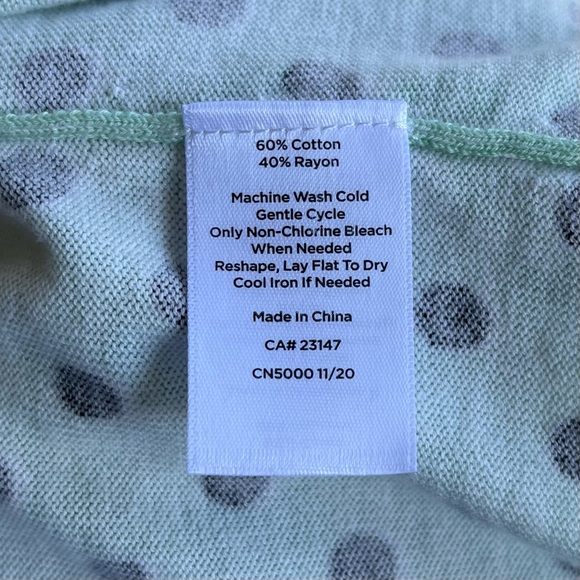 60% Cotton
40% Rayon
Machine Wash Cold
Gentle Cycle
Only Non-Chlorine Bleach
When Needed
Reshape, Lay Flat To Dry
Cool Iron If Needed
Made In China
CA# 23147
CN5000 11/20